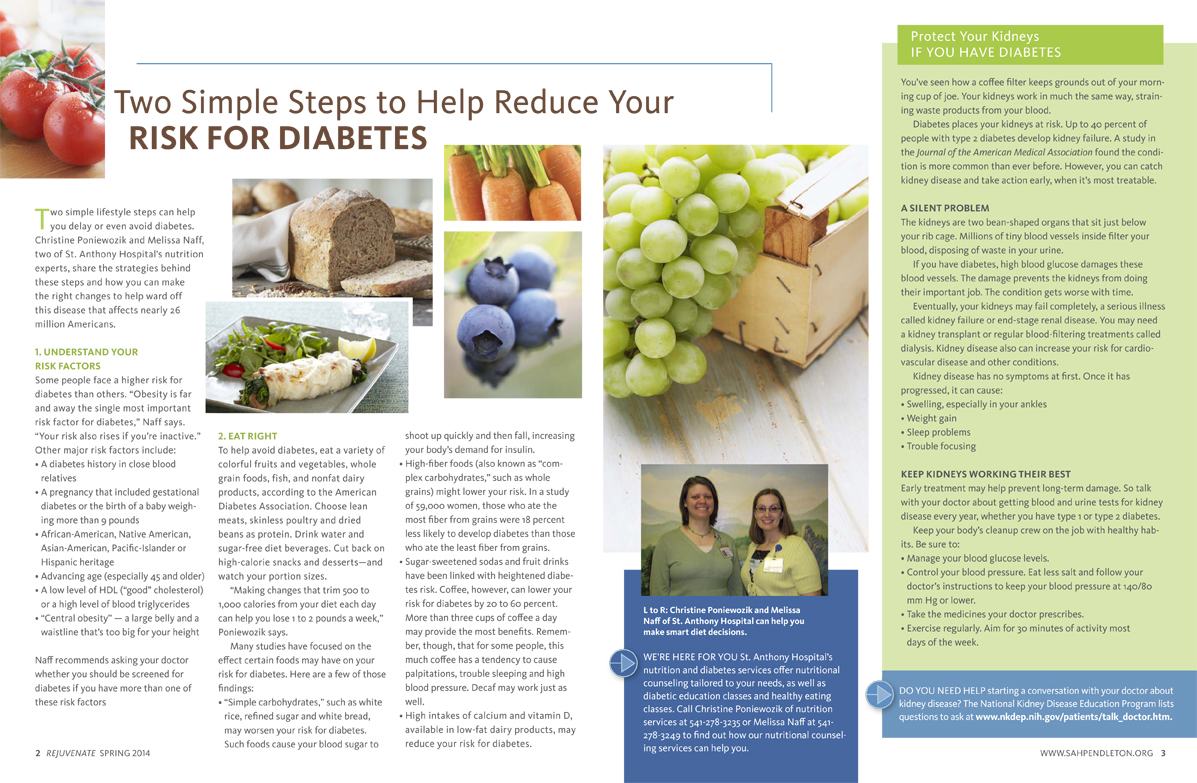 Two Simple Steps to Help Reduce Your
RISK FOR DIABETES
Two simple lifestyle steps can help
you delay or even avoid diabetes.
Christine Poniewozik and Melissa Naff,
two of St. Anthony Hospital's nutrition
experts, share the strategies behind
these steps and how you can make
the right changes to help ward off
this disease that affects nearly 26
million Americans.
1. UNDERSTAND YOUR
RISK FACTORS
Some people face a higher risk for
diabetes than others. “Obesity is far
and away the single most important
risk factor for diabetes,” Naff says.
“Your risk also rises if you're inactive.”
Other major risk factors include:
• A diabetes history in close blood
relatives
• A pregnancy that included gestational
diabetes or the birth of a baby weigh-
ing more than 9 pounds
• African-American, Native American,
Asian-American, Pacific-Islander or
Hispanic heritage
• Advancing age (especially 45 and older)
• A low level of HDL (“good” cholesterol)
or a high level of blood triglycerides
• “Central obesity” — a large belly and a
waistline that's too big for your height
Naff recommends asking your doctor
whether you should be screened for
diabetes if you have more than one of
these risk factors
2. EAT RIGHT
To help avoid diabetes, eat a variety of
colorful fruits and vegetables, whole
grain foods, fish, and nonfat dairy
products, according to the American
Diabetes Association. Choose lean
meats, skinless poultry and dried
beans as protein. Drink water and
sugar-free diet beverages. Cut back on
high-calorie snacks and desserts—and
watch your portion sizes.
“Making changes that trim 500 to
1,000 calories from your diet each day
can help you lose 1 to 2 pounds a week,”
Poniewozik says.
Many studies have focused on the
effect certain foods may have on your
risk for diabetes. Here are a few of those
findings:
• “Simple carbohydrates,” such as white
rice, refined sugar and white bread,
may worsen your risk for diabetes.
Such foods cause your blood sugar to
shoot up quickly and then fall, increasing
your body's demand for insulin.
• High-fiber foods (also known as “com-
plex carbohydrates,” such as whole
grains) might lower your risk. In a study
of 59,000 women, those who ate the
most fiber from grains were 18 percent
less likely to develop diabetes than those
who ate the least fiber from grains.
• Sugar-sweetened sodas and fruit drinks
have been linked with heightened diabe-
tes risk. Coffee, however, can lower your
risk for diabetes by 20 to 60 percent.
More than three cups of coffee a day
may provide the most benefits. Remem-
ber, though, that for some people, this
much coffee has a tendency to cause
palpitations, trouble sleeping and high
blood pressure. Decaf may work just as
well.
• High intakes of calcium and vitamin D,
available in low-fat dairy products, may
reduce your risk for diabetes.
L to R: Christine Poniewozik and Melissa
Naff of St. Anthony Hospital can help you
make smart diet decisions.
WE'RE HERE FOR YOU St. Anthony Hospital's
nutrition and diabetes services offer nutritional
counseling tailored to your needs, as well as
diabetic education classes and healthy eating
classes. Call Christine Poniewozik of nutrition
services at 541-278-3235 or Melissa Naff at 541-
278-3249 to find out how our nutritional counsel-
ing services can help you.
2 REJUVENATE SPRING 2014
Protect Your Kidneys
IF YOU HAVE DIABETES
You've seen how a coffee filter keeps grounds out of your morn-
ing cup of joe. Your kidneys work in much the same way, strain-
ing waste products from your blood.
Diabetes places your kidneys at risk. Up to 40 percent of
people with type 2 diabetes develop kidney failure. A study in
the Journal of the American Medical Association found the condi-
tion is more common than ever before. However, you can catch
kidney disease and take action early, when it's most treatable.
A SILENT PROBLEM
The kidneys are two bean-shaped organs that sit just below
your rib cage. Millions of tiny blood vessels inside filter your
blood, disposing of waste in your urine.
If you have diabetes, high blood glucose damages these
blood vessels. The damage prevents the kidneys from doing
their important job. The condition gets worse with time.
Eventually, your kidneys may fail completely, a serious illness
called kidney failure or end-stage renal disease. You may need
a kidney transplant or regular blood-filtering treatments called
dialysis. Kidney disease also can increase your risk for cardio-
vascular disease and other conditions.
Kidney disease has no symptoms at first. Once it has
progressed, it can cause:
• Swelling, especially in your ankles
• Weight gain
• Sleep problems
• Trouble focusing
KEEP KIDNEYS WORKING THEIR BEST
Early treatment may help prevent long-term damage. So talk
with your doctor about getting blood and urine tests for kidney
disease every year, whether you have type 1 or type 2 diabetes.
Keep your body's cleanup crew on the job with healthy hab-
its. Be sure to:
• Manage your blood glucose levels.
• Control your blood pressure. Eat less salt and follow your
doctor's instructions to keep your blood pressure at 140/80
mm Hg or lower.
• Take the medicines your doctor prescribes.
• Exercise regularly. Aim for 30 minutes of activity most
days of the week.
DO YOU NEED HELP starting a conversation with your doctor about
kidney disease? The National Kidney Disease Education Program lists
questions to ask at www.nkdep.nih.gov/patients/talk_doctor.htm.
WWW.SAHPENDLETON.ORG 3